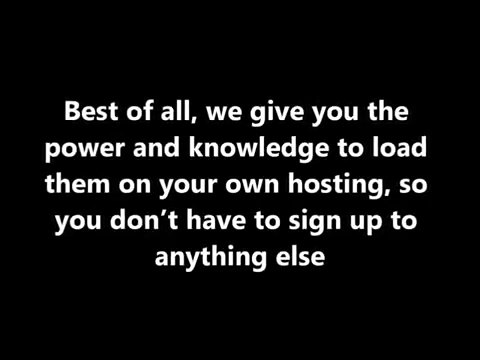 Best of all, we give you the
power and knowledge to load
them on your own hosting, so
you don’t have to sign up to
anything else